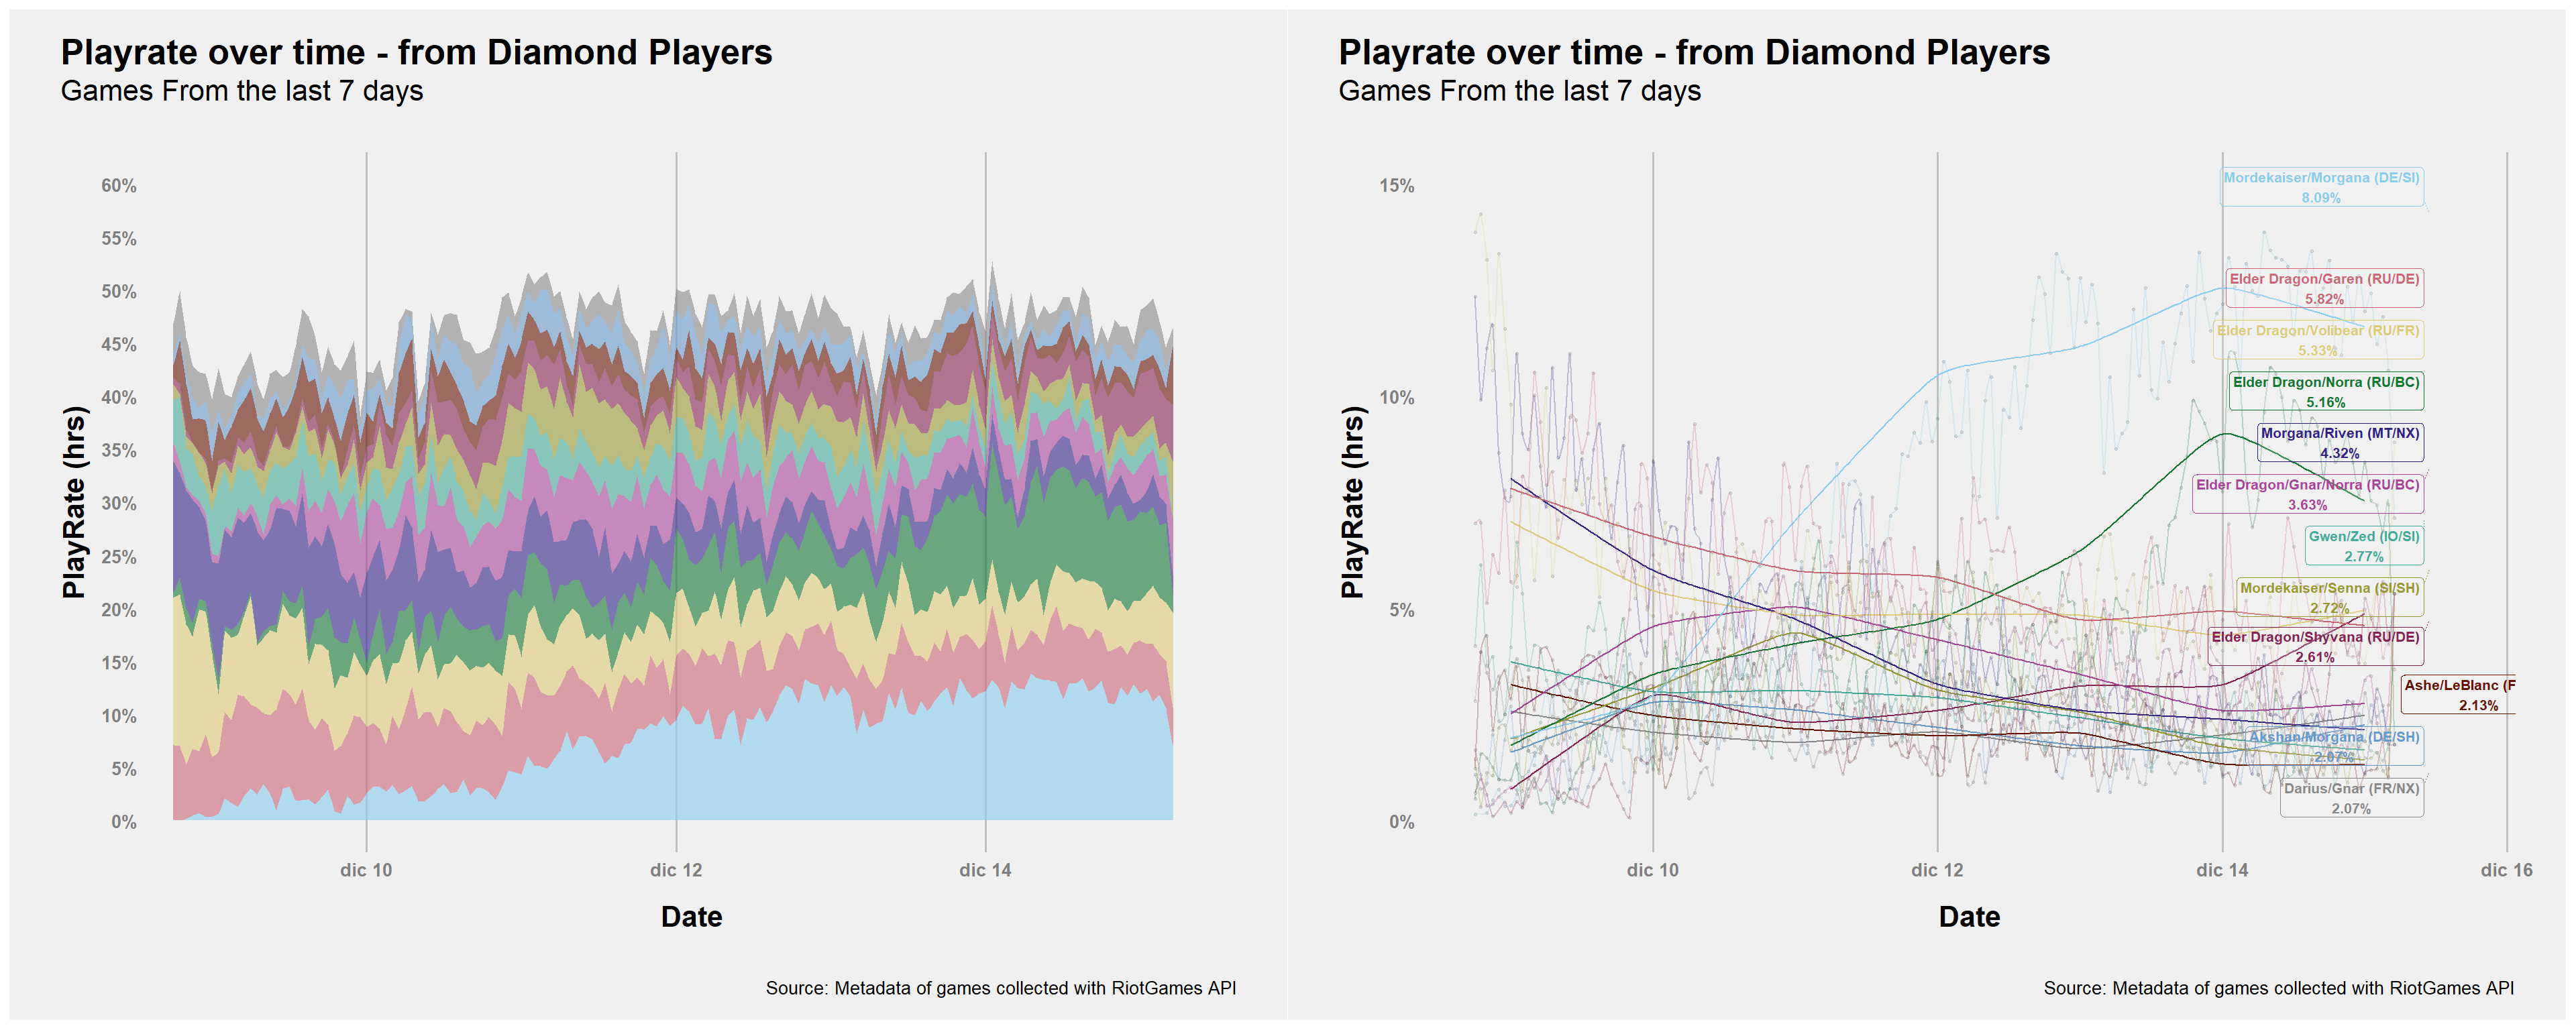 Playrate over time - from Diamond Players
Games From the last 7 days
PlayRate (hrs)
60%
55%
50%
45%
40%
35%
30%
25%
20%
15%
10%
5%
0%
dic 10
dic 12
dic 14
Date
Source: Metadata of games collected with RiotGames API
Playrate over time - from Diamond Players
Games From the last 7 days
PlayRate (hrs)
15%
10%
5%
0%
Mordekaiser/Morgana (DE/SI)
8.09%
Elder Dragon/Garen (RU/DE)
5.82%
Elder Dragon/Volibear (RU/FR)
5.33%
Elder Dragon/Norra (RU/BC)
5.16%
Morgana/Riven (MT/NX)
4.32%
Elder Dragon/Gnar/Norra (RU/BC)
3.63%
Gwen/Zed (IO/SI)
2.77%
Mordekaiser/Senna (SI/SH)
2.72%
Elder Dragon/Shyvana (RU/DE)
2.61%
Ashe/LeBlanc (F
2.13%
Akshan/Morgana (DE/SH)
2.07%
Darius/Gnar (FR/NX)
2.07%
dic 10
dic 12
dic 14
dic 16
Date
Source: Metadata of games collected with RiotGames API